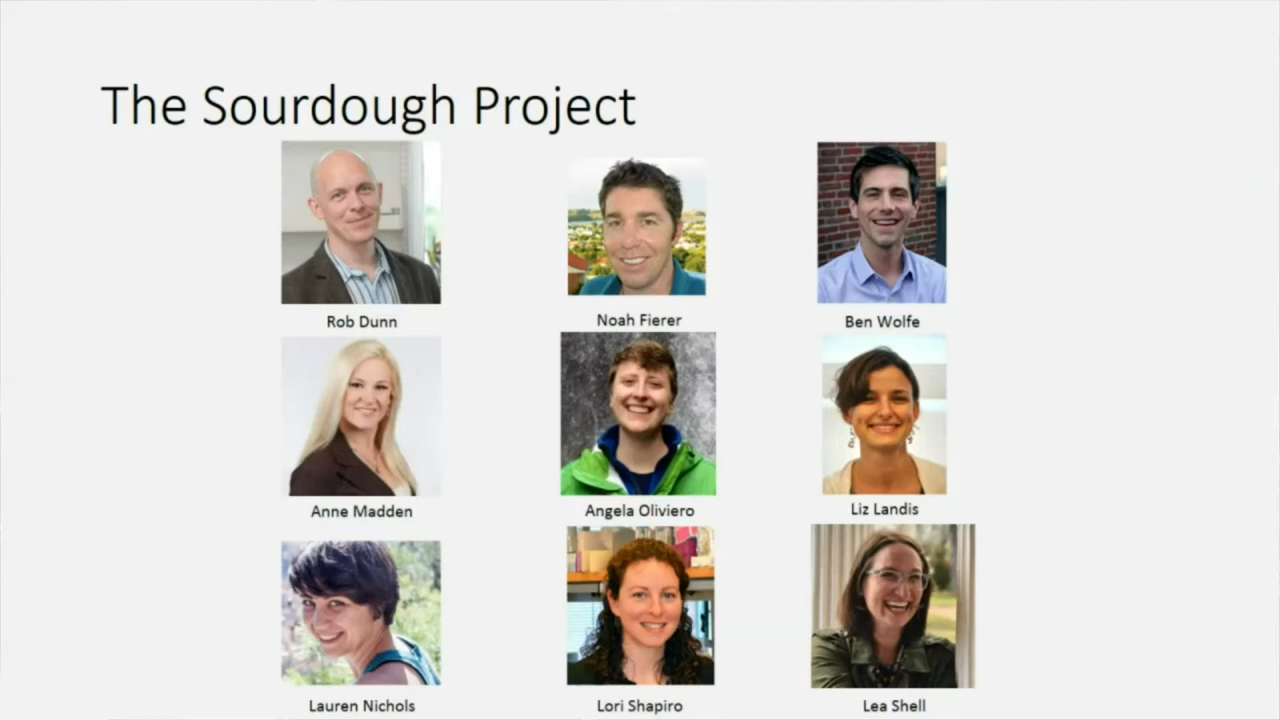 The Sourdough Project
Rob Dunn
Noah Fierer
Ben Wolfe
Anne Madden
Angela Oliviero
Liz Landis
Lauren Nichols
Lori Shapiro
Lea Shell